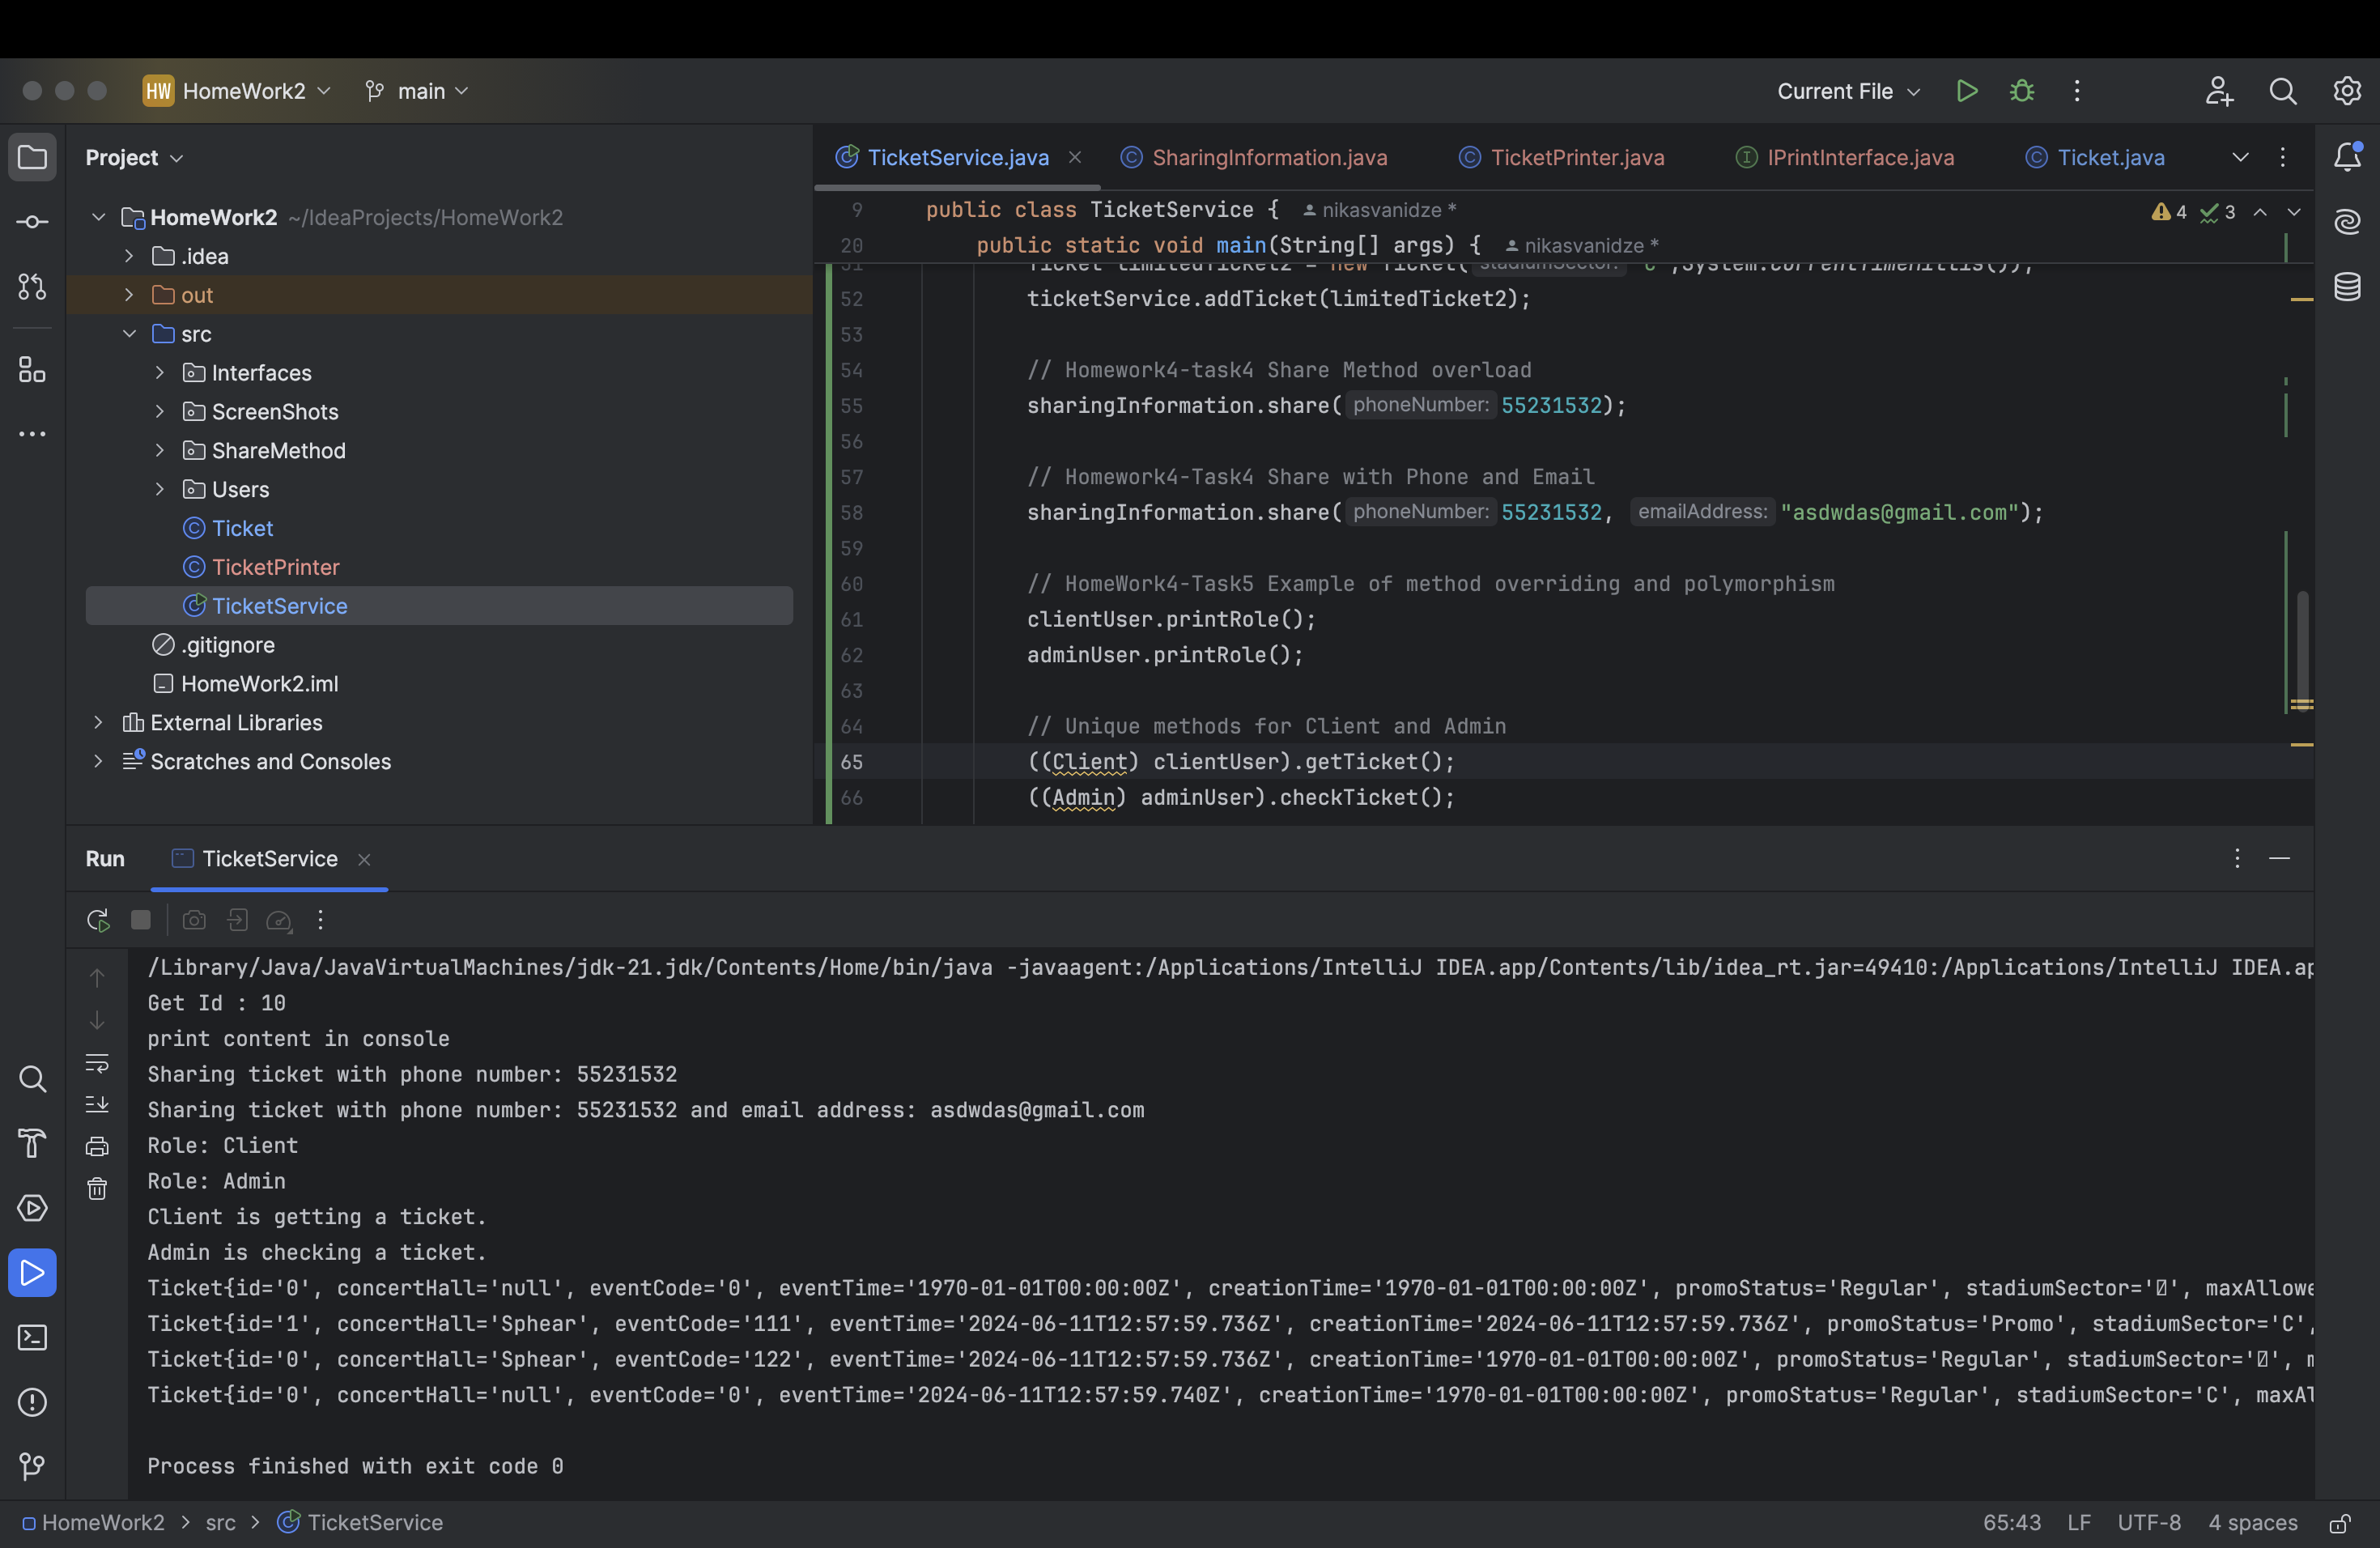 HW HomeWork2 main Current File
Project
HomeWork2 ~/IdeaProjects/HomeWork2
.idea
out
src
Interfaces
ScreenShots
ShareMethod
Users
Ticket
TicketPrinter
TicketService
.gitignore
HomeWork2.iml
External Libraries
Scratches and Consoles
TicketService.java SharingInformation.java TicketPrinter.java IPrintInterface.java Ticket.java
9 public class TicketService { nikasvanidze * 4 3
20 public static void main(String[] args) { nikasvanidze *
51 Ticket limitedTicket2 = new Ticket( stadiumSector: 'C',System.currentTimeMillis());
52 ticketService.addTicket(limitedTicket2);
53
54 // Homework4-task4 Share Method overload
55 sharingInformation.share( phoneNumber: 55231532);
56
57 // Homework4-Task4 Share with Phone and Email
58 sharingInformation.share( phoneNumber: 55231532, emailAddress: "asdwdas@gmail.com");
59
60 // HomeWork4-Task5 Example of method overriding and polymorphism
61 clientUser.printRole();
62 adminUser.printRole();
63
64 // Unique methods for Client and Admin
65 ((Client) clientUser).getTicket();
66 ((Admin) adminUser).checkTicket();
Run TicketService
/Library/Java/JavaVirtualMachines/jdk-21.jdk/Contents/Home/bin/java -javaagent:/Applications/IntelliJ IDEA.app/Contents/lib/idea_rt.jar=49410:/Applications/IntelliJ IDEA.ap
Get Id : 10
print content in console
Sharing ticket with phone number: 55231532
Sharing ticket with phone number: 55231532 and email address: asdwdas@gmail.com
Role: Client
Role: Admin
Client is getting a ticket.
Admin is checking a ticket.
Ticket{id='0', concertHall='null', eventCode='0', eventTime='1970-01-01T00:00:00Z', creationTime='1970-01-01T00:00:00Z', promoStatus='Regular', stadiumSector='', maxAllowe
Ticket{id='1', concertHall='Sphear', eventCode='111', eventTime='2024-06-11T12:57:59.736Z', creationTime='2024-06-11T12:57:59.736Z', promoStatus='Promo', stadiumSector='C',
Ticket{id='0', concertHall='Sphear', eventCode='122', eventTime='2024-06-11T12:57:59.736Z', creationTime='1970-01-01T00:00:00Z', promoStatus='Regular', stadiumSector='', m
Ticket{id='0', concertHall='null', eventCode='0', eventTime='2024-06-11T12:57:59.740Z', creationTime='1970-01-01T00:00:00Z', promoStatus='Regular', stadiumSector='C', maxAl
Process finished with exit code 0
HomeWork2 > src > TicketService 65:43 LF UTF-8 4 spaces